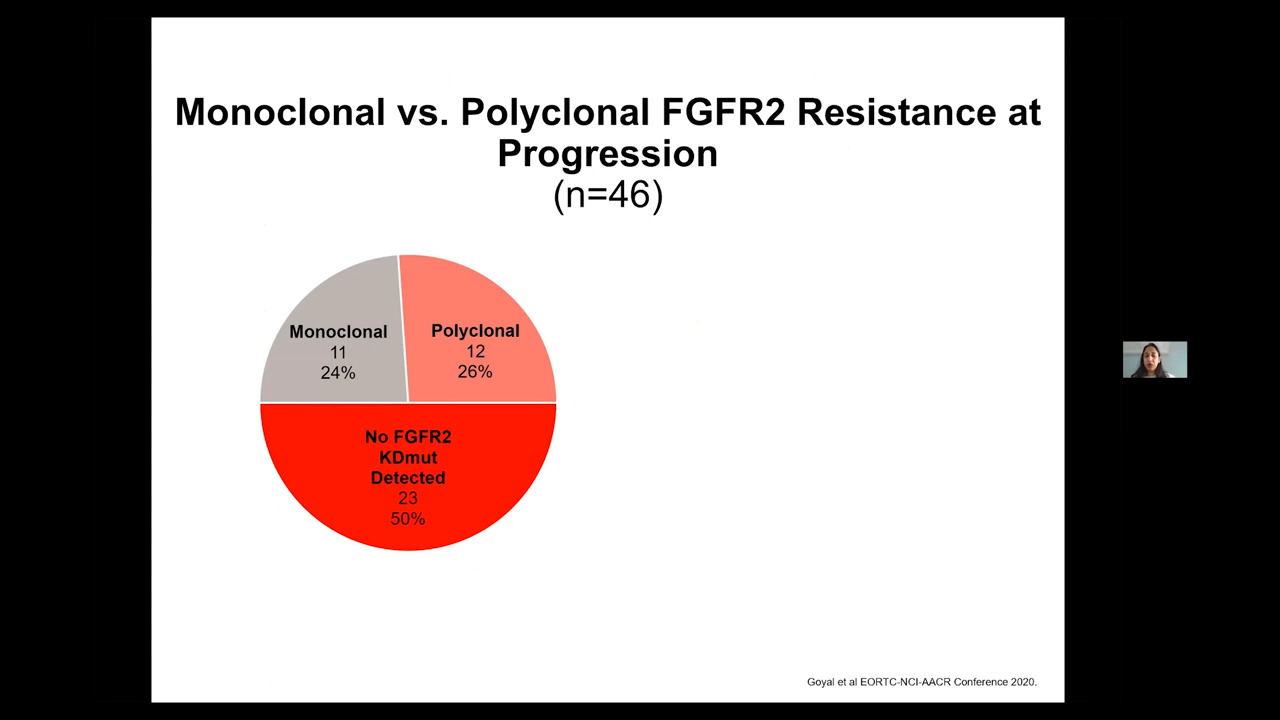 Monoclonal vs. Polyclonal FGFR2 Resistance at
Progression
(n=46)
Monoclonal
11
24%
Polyclonal
12
26%
No FGFR2
KDmut
Detected
23
50%
Goyal et al EORTC-NCI-AACR Conference 2020.